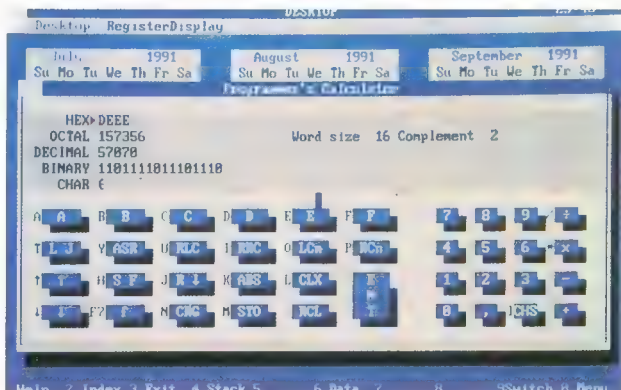 DESKTOP
Desktop RegisterDisplay
July 1991 August 1991 September 1991
Su Mo Tu We Th Fr Sa Su Mo Tu We Th Fr Sa Su Mo Tu We Th Fr Sa
Programmer's Calculator
HEX▶DEEE
OCTAL 157356 Word size 16 Complement 2
DECIMAL 57070
BINARY 1101111011101110
CHAR
A A B B C C D D E E F F 7 8 9 ÷
Y ASR U RLC I RRC O LCn P RCn 4 5 6 x
H S F J R ↓ K ABS L CLX 1 2 3 -
N CHG M STO RCL 0 , CHS +
Help 2 Index 3 Exit 4 Stack 5 6 Data 7 8 9Switch 0 Menu